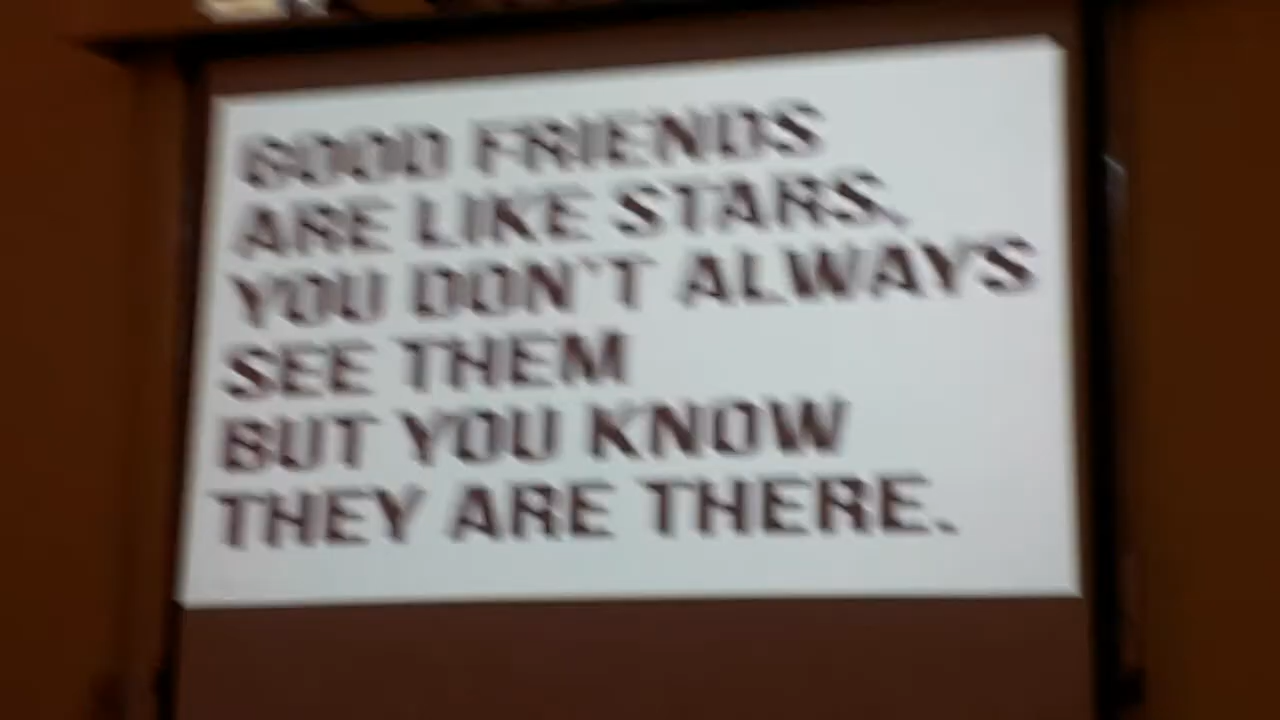 GOOD FRIENDS
ARE LIKE STARS,
YOU DON'T ALWAYS
SEE THEM
BUT YOU KNOW
THEY ARE THERE.